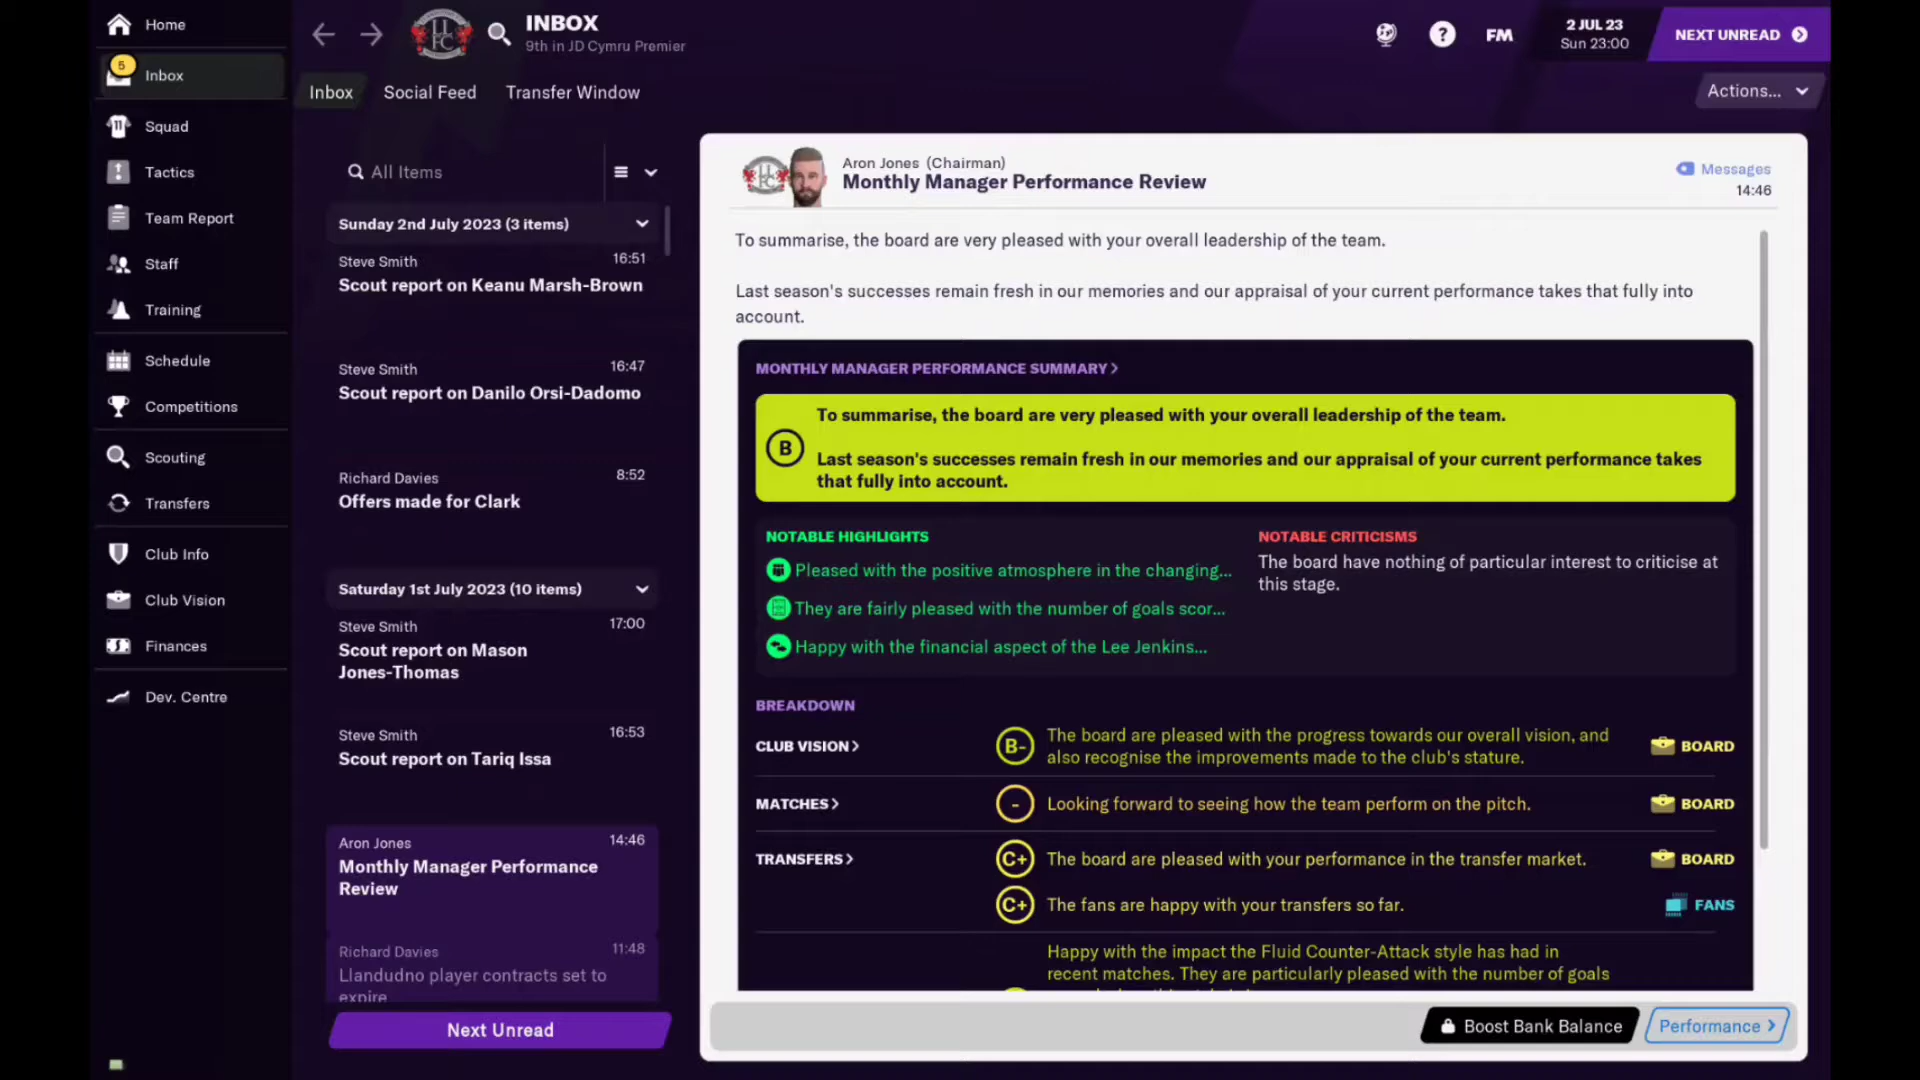 Home
5
Inbox
Squad
Tactics
Team Report
Staff
Training
Schedule
Competitions
Scouting
Transfers
Club Info
Club Vision
Finances
Dev. Centre
INBOX
9th in JD Cymru Premier
?
FM
2 JUL 23
Sun 23:00
NEXT UNREAD
Inbox
Social Feed
Transfer Window
Actions...
All Items
Sunday 2nd July 2023 (3 items)
Steve Smith
16:51
Scout report on Keanu Marsh-Brown
Steve Smith
16:47
Scout report on Danilo Orsi-Dadomo
Richard Davies
8:52
Offers made for Clark
Saturday 1st July 2023 (10 items)
Steve Smith
17:00
Scout report on Mason
Jones-Thomas
Steve Smith
16:53
Scout report on Tariq Issa
Aron Jones
14:46
Monthly Manager Performance
Review
Richard Davies
11:48
Llandudno player contracts set to
expire
Next Unread
Aron Jones (Chairman)
Monthly Manager Performance Review
Messages
14:46
To summarise, the board are very pleased with your overall leadership of the team.
Last season's successes remain fresh in our memories and our appraisal of your current performance takes that fully into
account.
MONTHLY MANAGER PERFORMANCE SUMMARY >
B
To summarise, the board are very pleased with your overall leadership of the team.
Last season's successes remain fresh in our memories and our appraisal of your current performance takes
that fully into account.
NOTABLE HIGHLIGHTS
Pleased with the positive atmosphere in the changing...
They are fairly pleased with the number of goals scor...
Happy with the financial aspect of the Lee Jenkins...
NOTABLE CRITICISMS
The board have nothing of particular interest to criticise at
this stage.
BREAKDOWN
CLUB VISION >
B-
The board are pleased with the progress towards our overall vision, and
also recognise the improvements made to the club's stature.
BOARD
MATCHES >
-
Looking forward to seeing how the team perform on the pitch.
BOARD
TRANSFERS >
C+
The board are pleased with your performance in the transfer market.
BOARD
C+
The fans are happy with your transfers so far.
FANS
Happy with the impact the Fluid Counter-Attack style has had in
recent matches. They are particularly pleased with the number of goals
Boost Bank Balance
Performance >